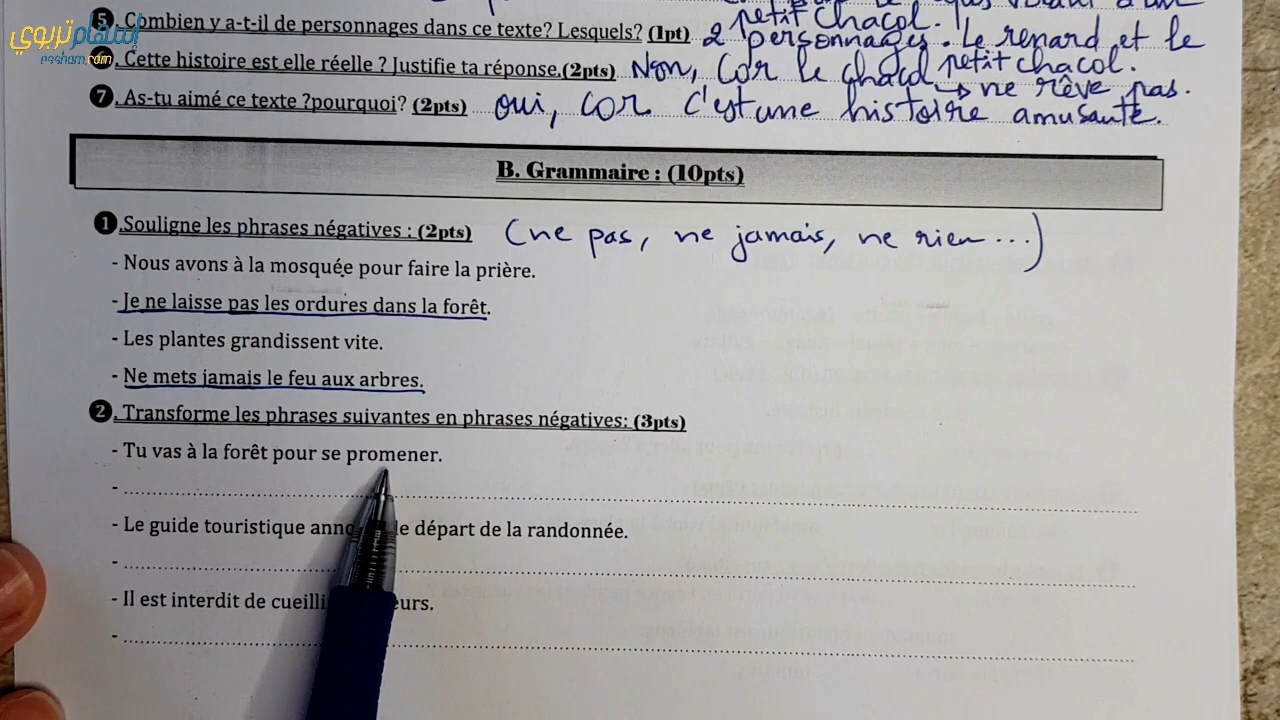 petit chacol.
5. Combien y a-t-il de personnages dans ce texte? Lesquels? (1pt) 2 personnages. Le renard et le petit chacol.
6. Cette histoire est elle réelle ? Justifie ta réponse.(2pts) Non, cor le chacol → ne rêve pas.
7. As-tu aimé ce texte ?pourquoi? (2pts) oui, cor c'est une histoire amusante.
إسهام تربوي
essham.com
B. Grammaire : (10pts)
1.Souligne les phrases négatives : (2pts) (ne pas, ne jamais, ne rien ...)
- Nous avons à la mosquée pour faire la prière.
- Je ne laisse pas les ordures dans la forêt.
- Les plantes grandissent vite.
- Ne mets jamais le feu aux arbres.
2. Transforme les phrases suivantes en phrases négatives: (3pts)
- Tu vas à la forêt pour se promener.
-
- Le guide touristique le départ de la randonnée.
-
- Il est interdit de
-